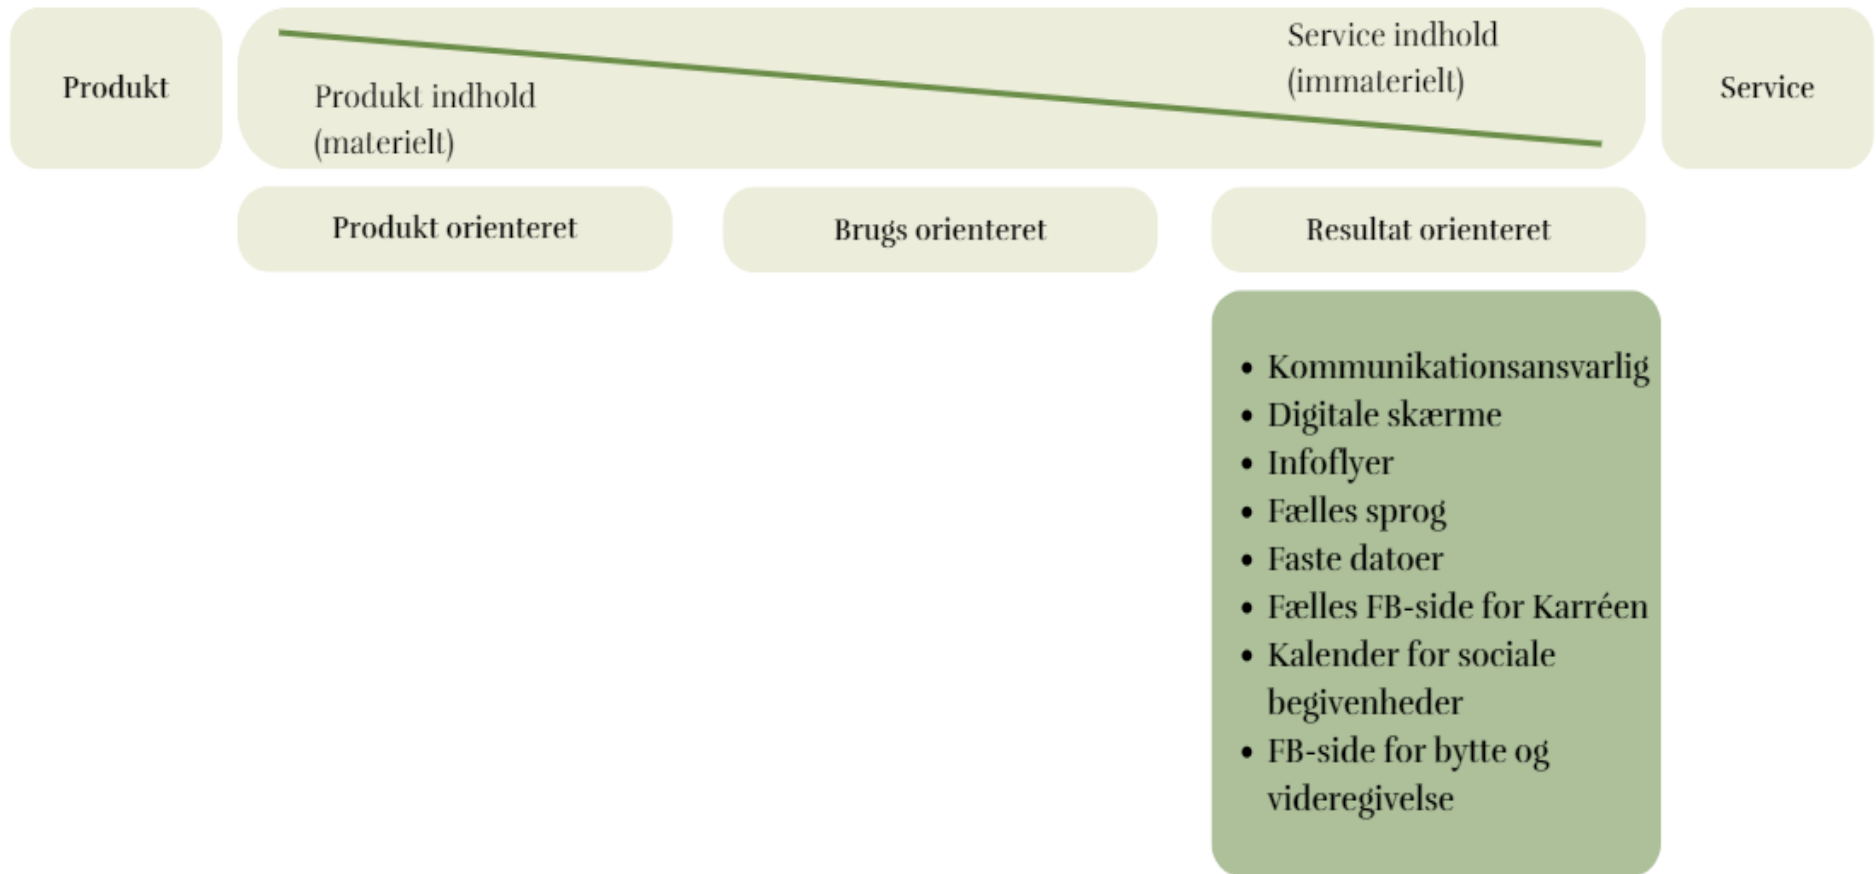 Produkt
Produkt indhold
(materielt)
Service indhold
(immaterielt)
Service
Produkt orienteret
Brugs orienteret
Resultat orienteret
• Kommunikationsansvarlig
• Digitale skærme
• Infoflyer
• Fælles sprog
• Faste datoer
• Fælles FB-side for Karréen
• Kalender for sociale
begivenheder
• FB-side for bytte og
videregivelse